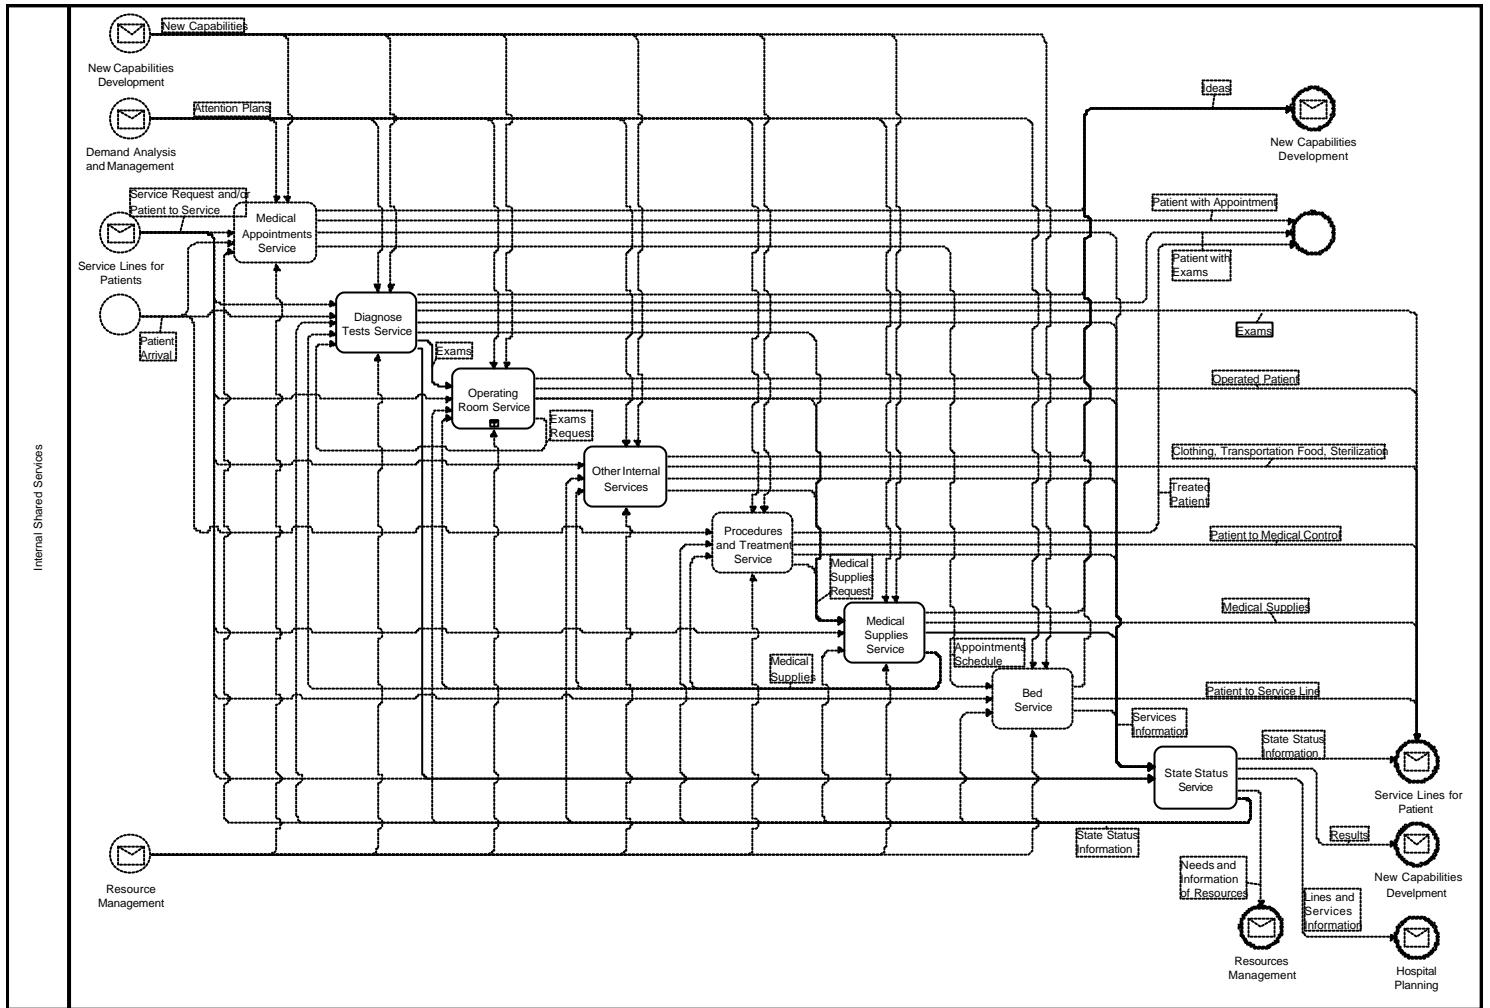 Internal Shared Services
New Capabilities
New Capabilities
Development
Attention Plans
Demand Analysis
and Management
Ideas
New Capabilities
Development
Service Request and/or
Patient to Service
Service Lines for
Patients
Medical
Appointments
Service
Patient with Appointment
Patient with
Exams
Patient
Arrival
Diagnose
Tests Service
Exams
Exams
Operating
Room Service
Exams
Reques
Operated Patient
Other Internal
Services
Clothing, Transportation Food, Sterilization
Treated
Patient
Procedures
and Treatment
Service
Patient to Medical Control
Medical
Supplies
Request
Medical
Supplies
Service
Medical Supplies
Medical
Supplies
Appointments
Schedule
Bed
Service
Patient to Service Line
Services
Information
State Status
Information
State Status
Service
Service Lines for
Patient
State Status
Information
Results
New Capabilities
Develpment
Resource
Management
Needs and
Information
of Resources
Lines and
Services
Information
Resources
Management
Hospital
Planning